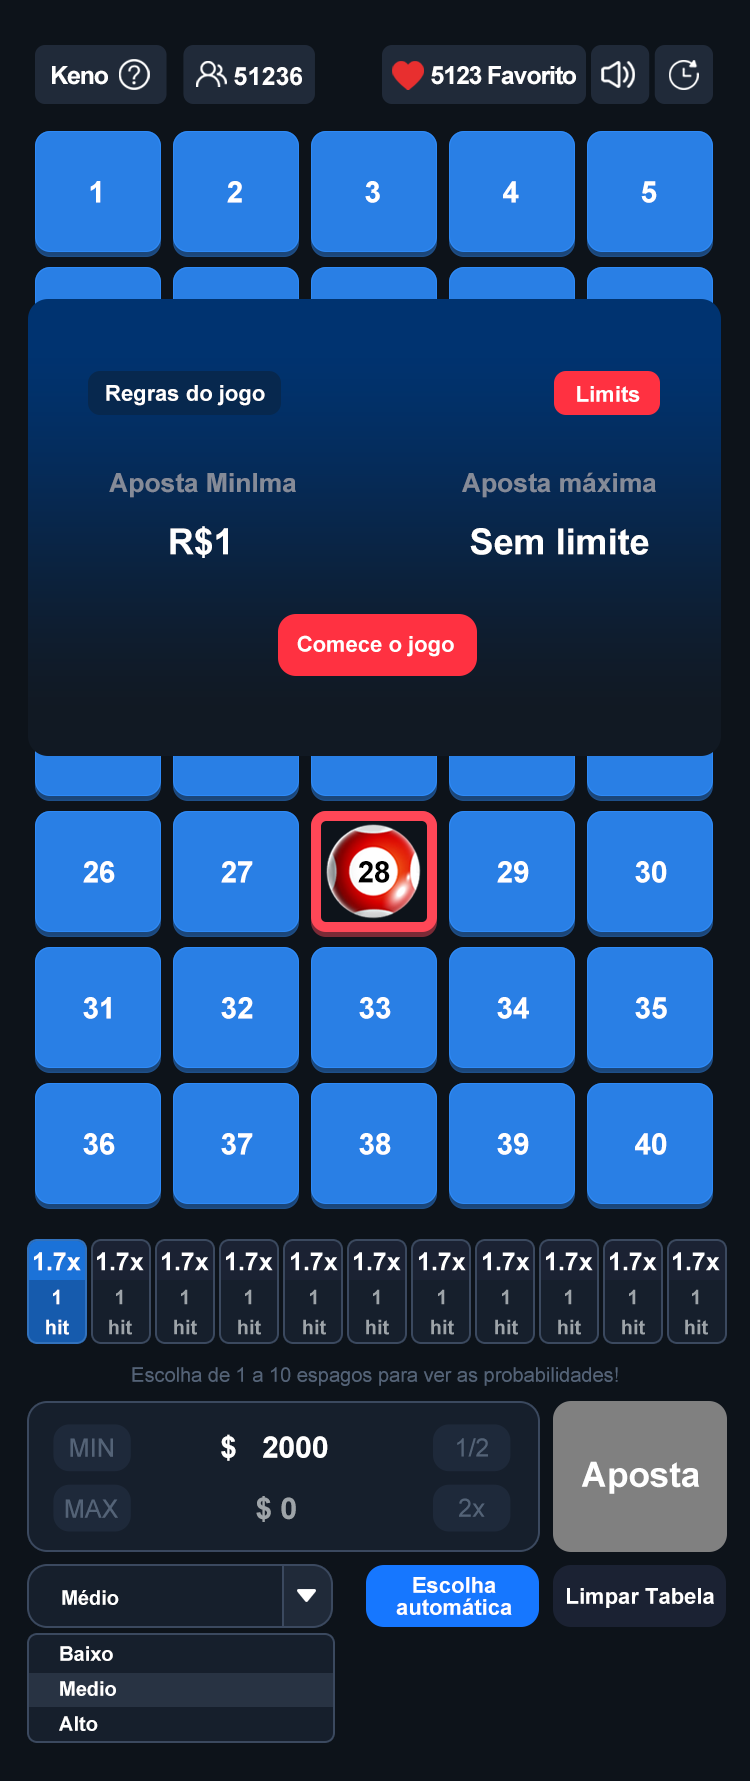 Keno ? 51236 5123 Favorito
1 2 3 4 5
Regras do jogo Limits
Aposta MinIma Aposta máxima
R$1 Sem limite
Comece o jogo
26 27 28 29 30
31 32 33 34 35
36 37 38 39 40
1.7x 1.7x 1.7x 1.7x 1.7x 1.7x 1.7x 1.7x 1.7x 1.7x 1.7x
1 1 1 1 1 1 1 1 1 1 1
hit hit hit hit hit hit hit hit hit hit hit
Escolha de 1 a 10 espagos para ver as probabilidades!
MIN $ 2000 1/2
MAX $ 0 2x
Aposta
Médio
Escolha
automática
Limpar Tabela
Baixo
Medio
Alto